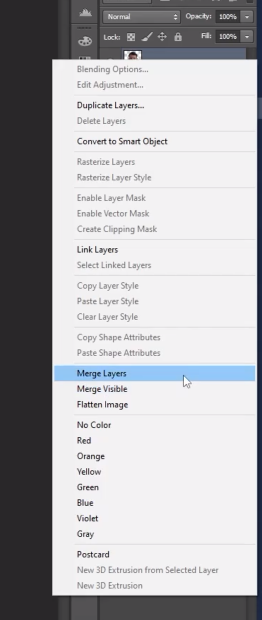 Normal Opacity: 100%
Lock: Fill: 100%
Blending Options...
Edit Adjustment...
Duplicate Layers...
Delete Layers
Convert to Smart Object
Rasterize Layers
Rasterize Layer Style
Enable Layer Mask
Enable Vector Mask
Create Clipping Mask
Link Layers
Select Linked Layers
Copy Layer Style
Paste Layer Style
Clear Layer Style
Copy Shape Attributes
Paste Shape Attributes
Merge Layers
Merge Visible
Flatten Image
No Color
Red
Orange
Yellow
Green
Blue
Violet
Gray
Postcard
New 3D Extrusion from Selected Layer
New 3D Extrusion